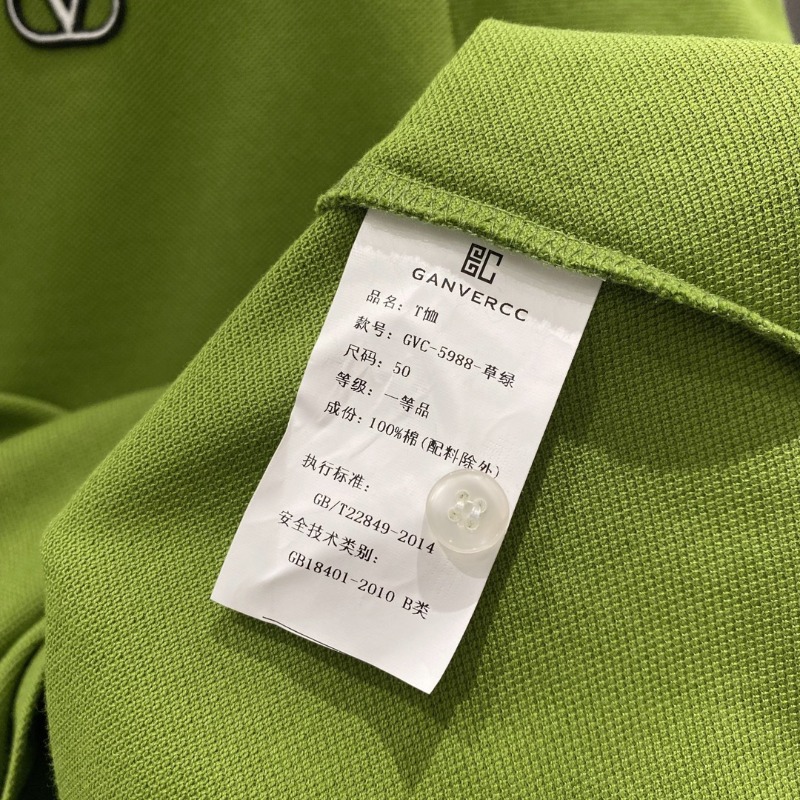 V
GC
GANVERCC
品名: T恤
款号: GVC-5988-草绿
尺码: 50
等级: 一等品
成份: 100%棉(配料除外)
执行标准:
GB/T22849-2014
安全技术类别:
GB18401-2010 B类